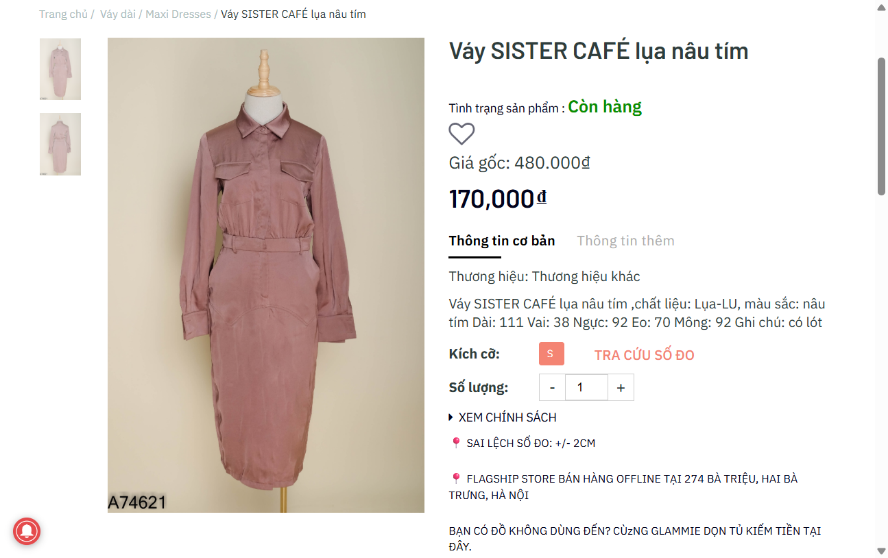 Trang chủ / Váy dài / Maxi Dresses / Váy SISTER CAFÉ lụa nâu tím
A74621
Váy SISTER CAFÉ lụa nâu tím
Tình trạng sản phẩm : Còn hàng
Giá gốc: 480.000₫
170,000₫
Thông tin cơ bản Thông tin thêm
Thương hiệu: Thương hiệu khác
Váy SISTER CAFÉ lụa nâu tím ,chất liệu: Lụa-LU, màu sắc: nâu
tím Dài: 111 Vai: 38 Ngực: 92 Eo: 70 Mông: 92 Ghi chú: có lót
Kích cỡ: S TRA CỨU SỐ ĐO
Số lượng: - 1 +
XEM CHÍNH SÁCH
SAI LỆCH SỐ ĐO: +/- 2CM
FLAGSHIP STORE BÁN HÀNG OFFLINE TẠI 274 BÀ TRIỆU, HAI BÀ
TRƯNG, HÀ NỘI
BẠN CÓ ĐỒ KHÔNG DÙNG ĐẾN? CÙzNG GLAMMIE DỌN TỦ KIẾM TIỀN TẠI
ĐÂY.